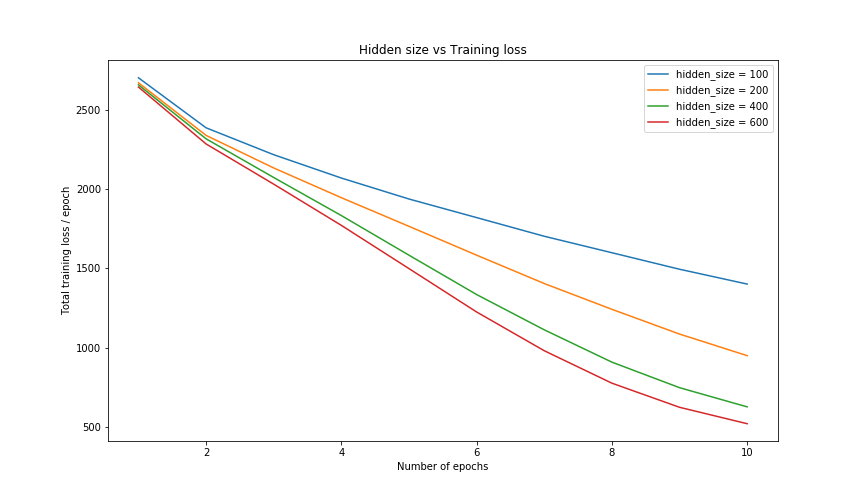 Hidden size vs Training loss
hidden_size = 100
hidden_size = 200
hidden_size = 400
hidden_size = 600
Total training loss / epoch
2500
2000
1500
1000
500
2 4 6 8 10
Number of epochs